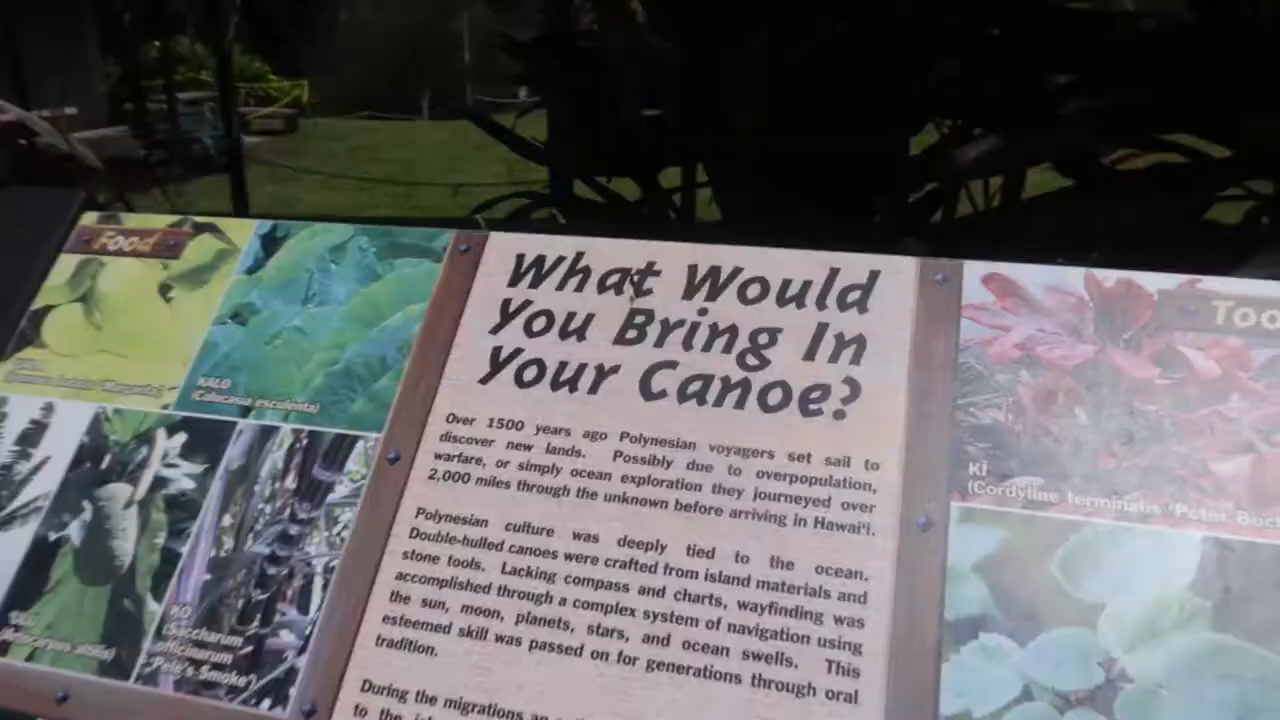 Food
KALO
(Colocasia esculenta)
KO
(Saccharum
officinarum
'Pele's Smoke')
What Would
You Bring In
Your Canoe?
Over 1500 years ago Polynesian voyagers set sail to
discover new lands. Possibly due to overpopulation,
warfare, or simply ocean exploration they journeyed over
2,000 miles through the unknown before arriving in Hawai'i.
Polynesian culture was deeply tied to the ocean.
Double-hulled canoes were crafted from island materials and
stone tools. Lacking compass and charts, wayfinding was
accomplished through a complex system of navigation using
the sun, moon, planets, stars, and ocean swells. This
esteemed skill was passed on for generations through oral
tradition.
During the migrations
to the
Too
KĪ
(Cordyline terminalis 'Peter Buc